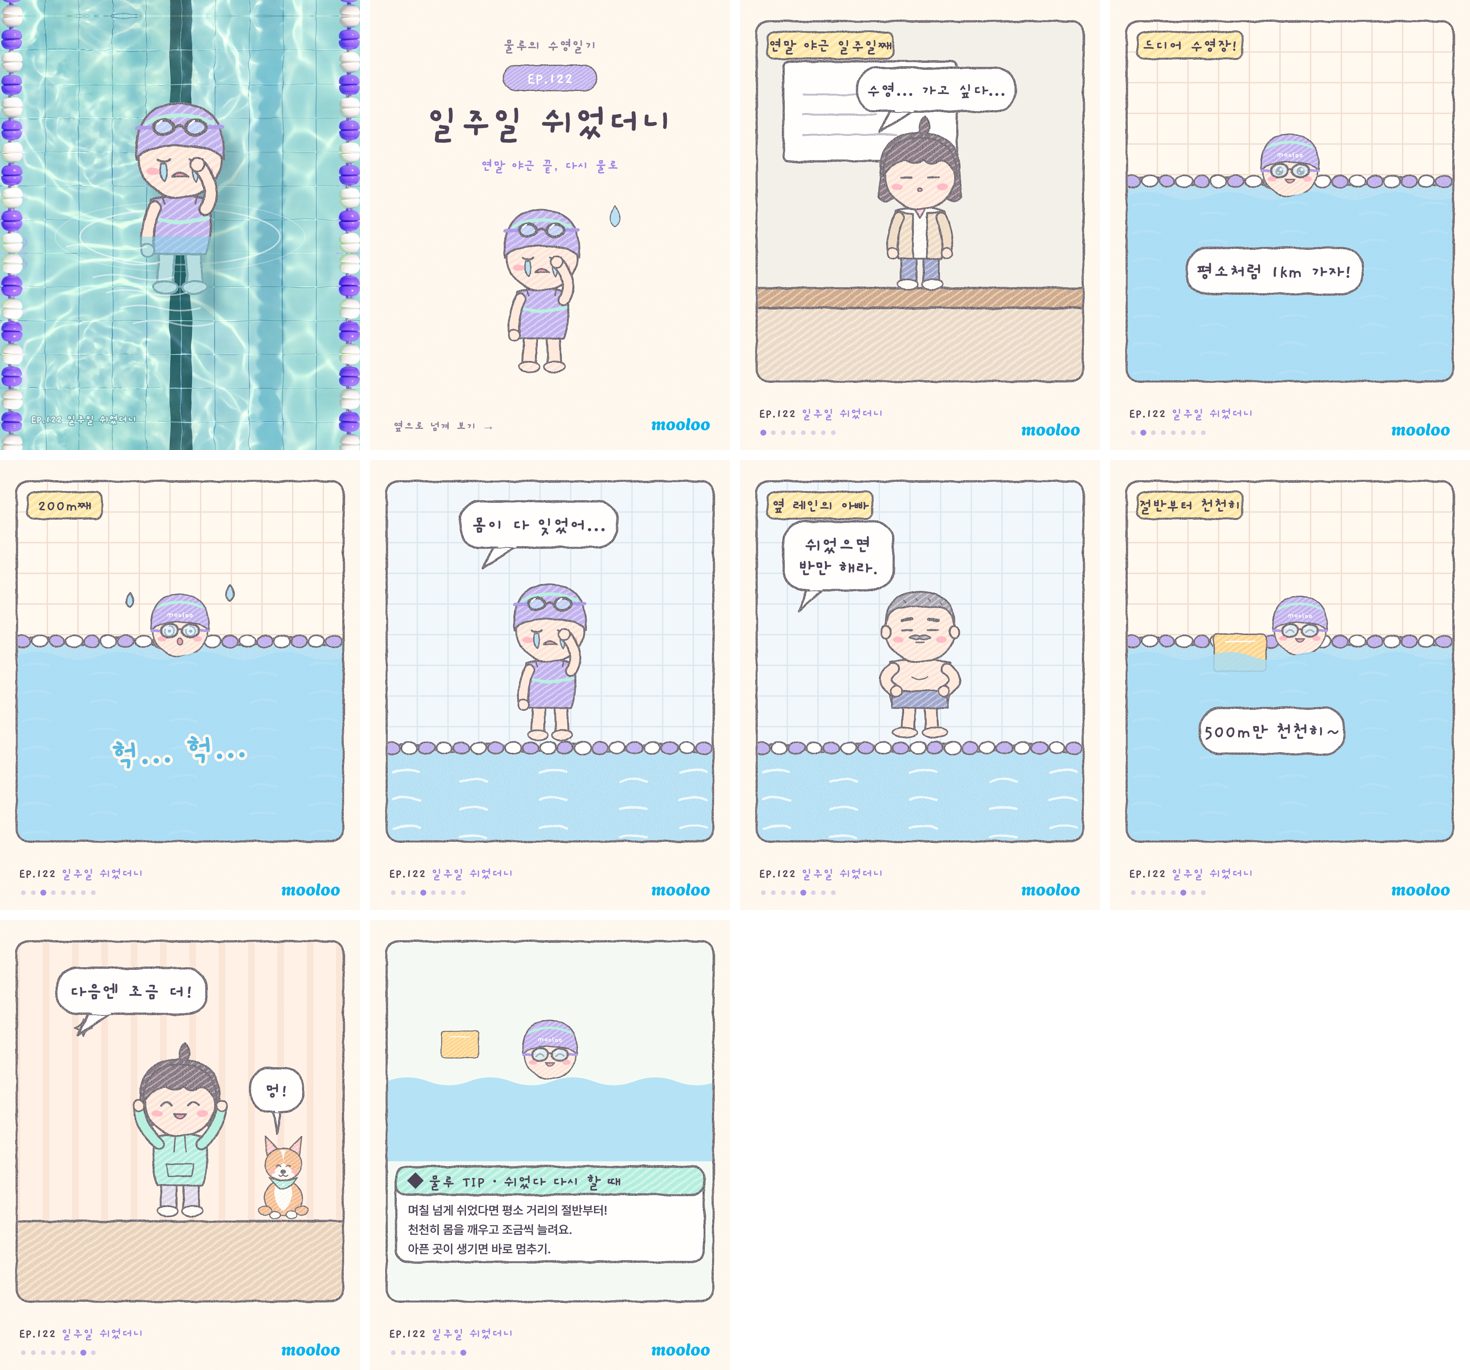 EP.122 일주일 쉬었더니
물루의 수영일기
EP.122
일주일 쉬었더니
연말 야근 끝, 다시 물로
옆으로 넘겨 보기 →
mooloo
연말 야근 일주일째
수영... 가고 싶다...
EP.122 일주일 쉬었더니
mooloo
드디어 수영장!
mooloo
평소처럼 1km 가자!
EP.122 일주일 쉬었더니
mooloo
200m째
mooloo
헉... 헉...
EP.122 일주일 쉬었더니
mooloo
몸이 다 잊었어...
EP.122 일주일 쉬었더니
mooloo
옆 레인의 아빠
쉬었으면
반만 해라.
EP.122 일주일 쉬었더니
mooloo
절반부터 천천히
mooloo
500m만 천천히~
EP.122 일주일 쉬었더니
mooloo
다음엔 조금 더!
멍!
EP.122 일주일 쉬었더니
mooloo
mooloo
◆ 물루 TIP · 쉬었다 다시 할 때
며칠 넘게 쉬었다면 평소 거리의 절반부터!
천천히 몸을 깨우고 조금씩 늘려요.
아픈 곳이 생기면 바로 멈추기.
EP.122 일주일 쉬었더니
mooloo